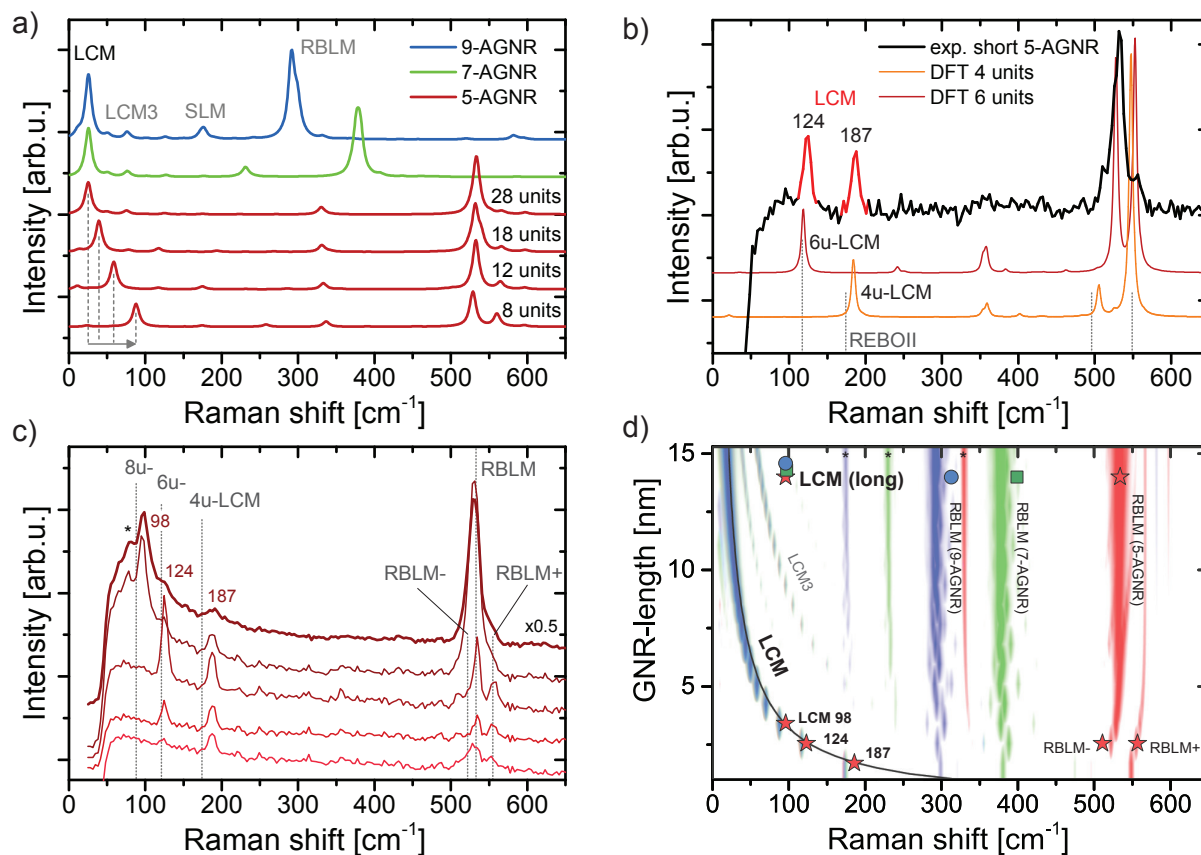 a)
9-AGNR
7-AGNR
5-AGNR
LCM
LCM3
SLM
RBLM
28 units
18 units
12 units
8 units
Intensity [arb.u.]
0 100 200 300 400 500 600
Raman shift [cm⁻¹]
b)
exp. short 5-AGNR
DFT 4 units
DFT 6 units
LCM
124
187
6u-LCM
4u-LCM
REBOII
Intensity [arb.u.]
0 100 200 300 400 500 600
Raman shift [cm⁻¹]
c)
8u-
6u-
4u-LCM
*
98
124
187
RBLM
RBLM-
RBLM+
x0.5
Intensity [arb.u.]
0 100 200 300 400 500 600
Raman shift [cm⁻¹]
d)
15
10
5
GNR-length [nm]
* * *
LCM (long)
LCM3
LCM
LCM 98
124
187
RBLM (9-AGNR)
RBLM (7-AGNR)
RBLM (5-AGNR)
RBLM-
RBLM+
0 100 200 300 400 500 600
Raman shift [cm⁻¹]